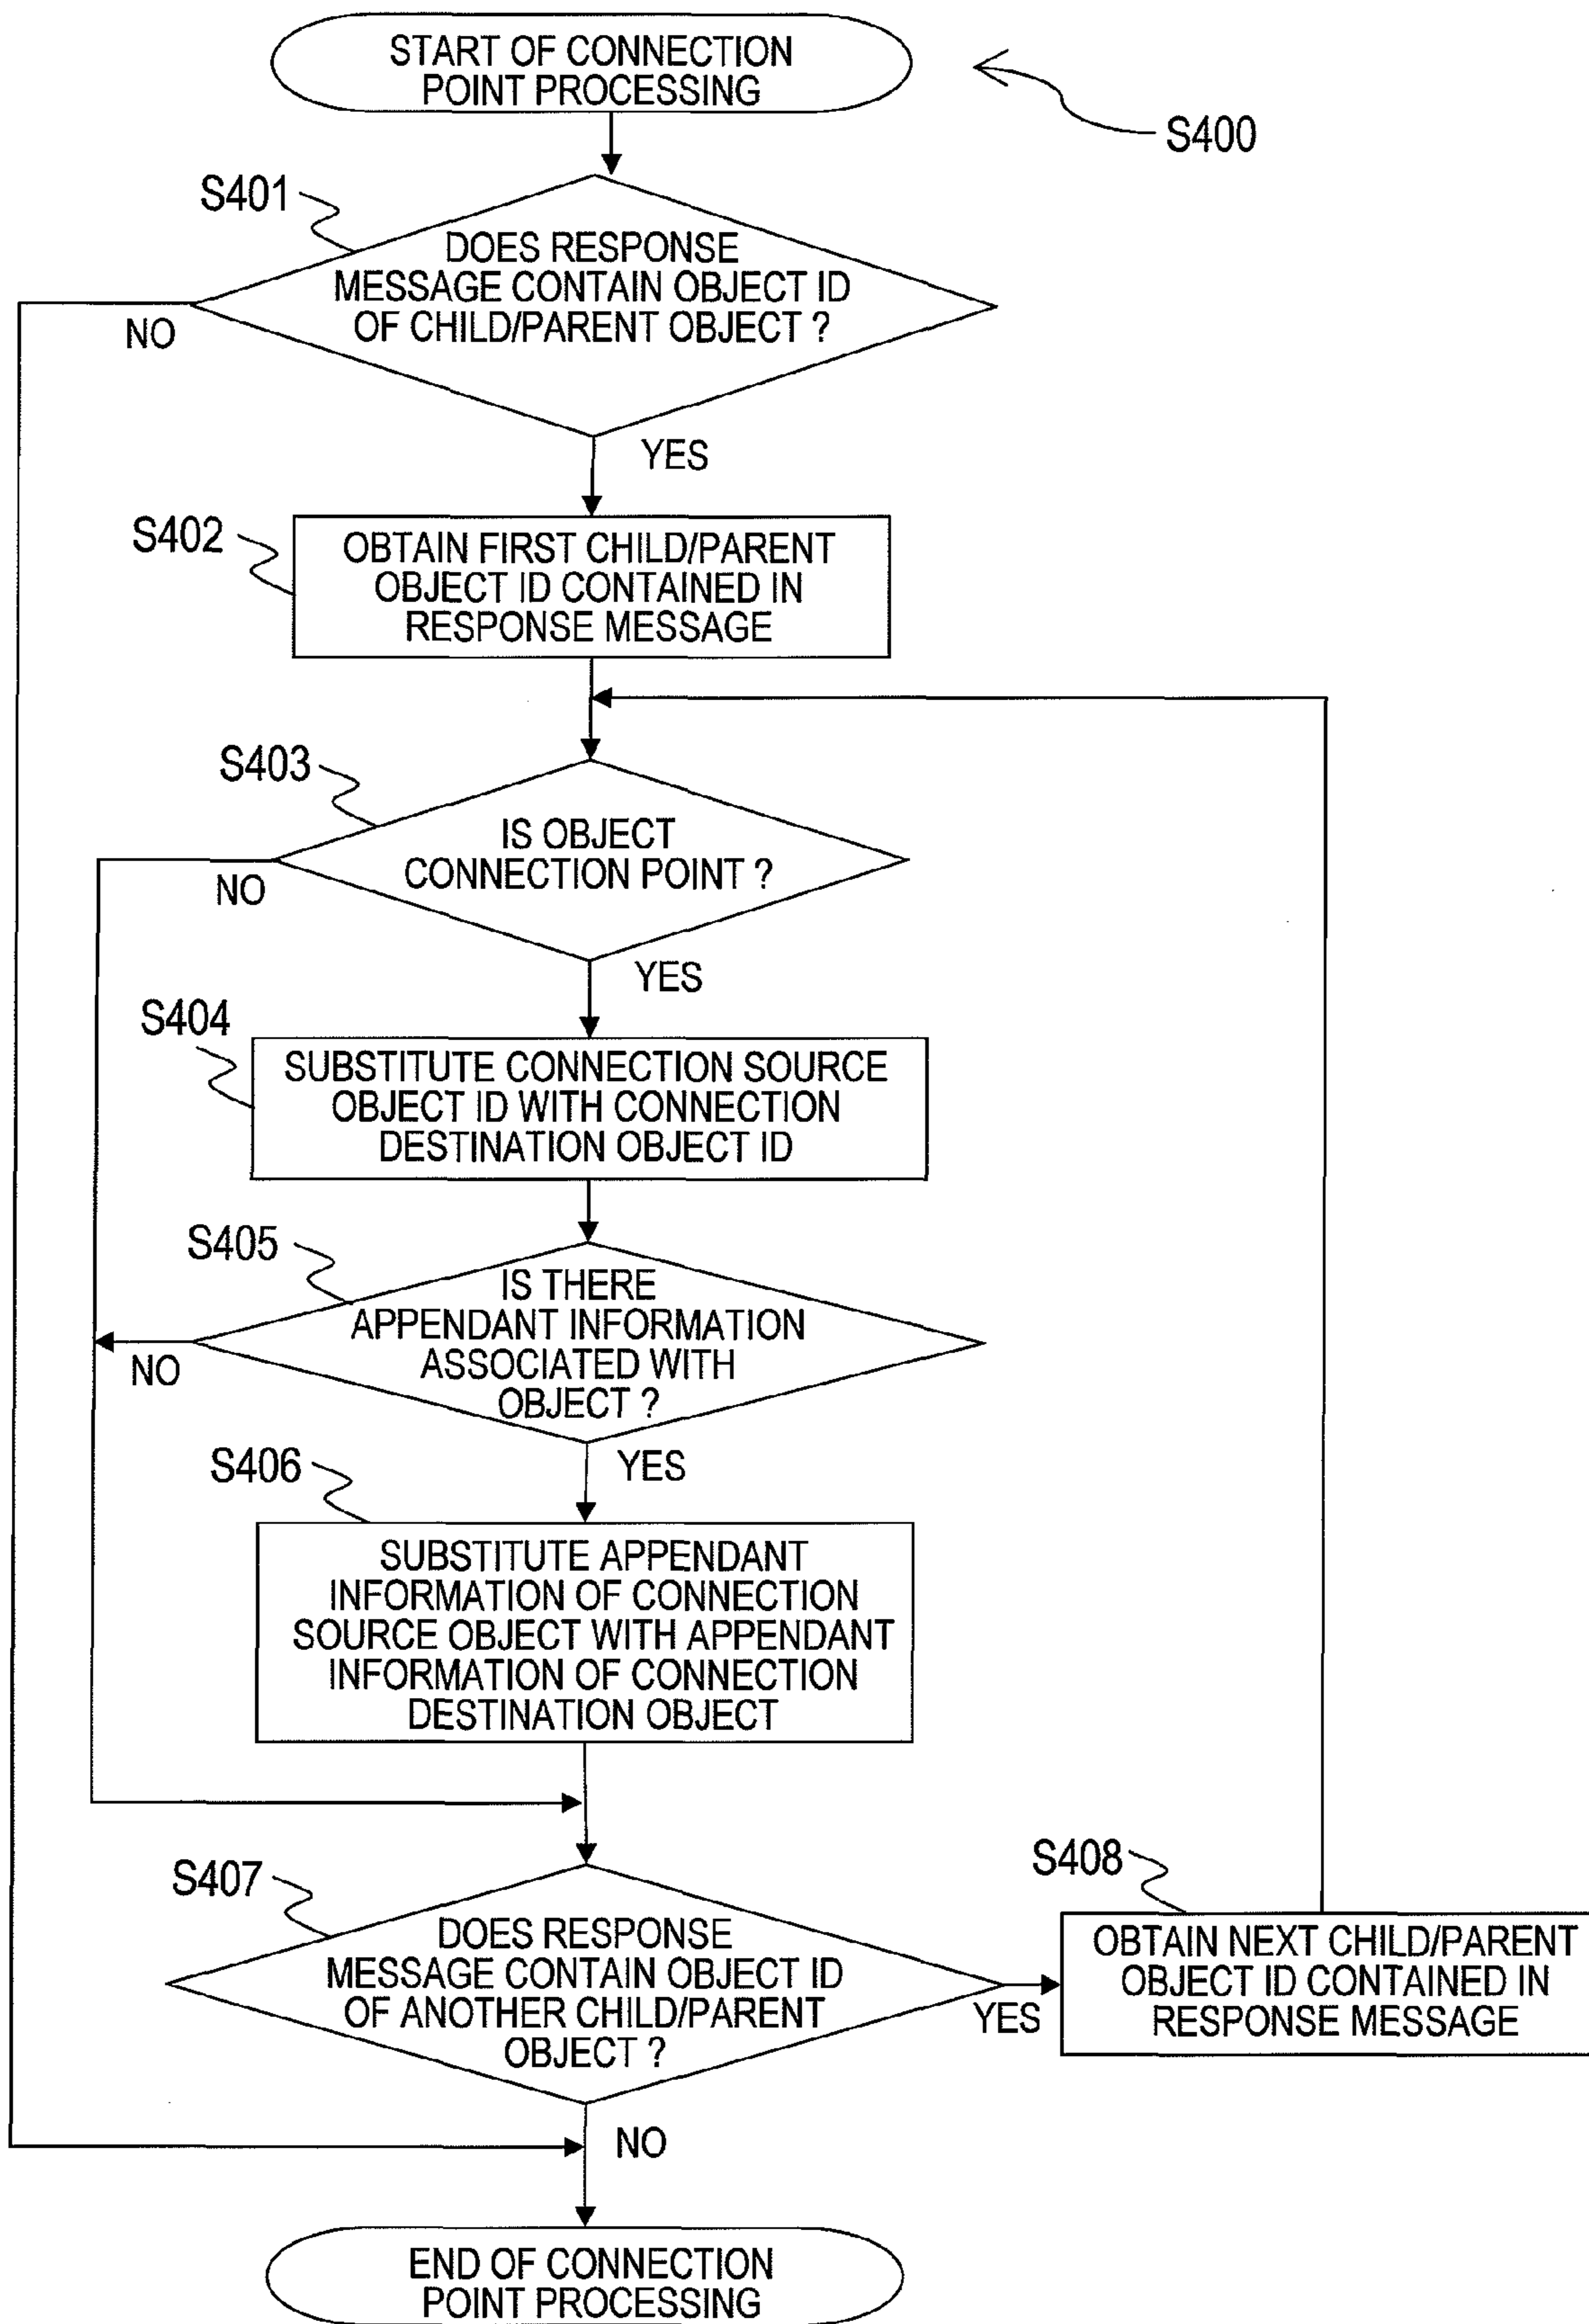 START OF CONNECTION
POINT PROCESSING
S400
S401
DOES RESPONSE
MESSAGE CONTAIN OBJECT ID
OF CHILD/PARENT OBJECT ?
NO
YES
S402
OBTAIN FIRST CHILD/PARENT
OBJECT ID CONTAINED IN
RESPONSE MESSAGE
S403
IS OBJECT
CONNECTION POINT ?
NO
YES
S404
SUBSTITUTE CONNECTION SOURCE
OBJECT ID WITH CONNECTION
DESTINATION OBJECT ID
S405
IS THERE
APPENDANT INFORMATION
ASSOCIATED WITH
OBJECT ?
NO
YES
S406
SUBSTITUTE APPENDANT
INFORMATION OF CONNECTION
SOURCE OBJECT WITH APPENDANT
INFORMATION OF CONNECTION
DESTINATION OBJECT
S407
DOES RESPONSE
MESSAGE CONTAIN OBJECT ID
OF ANOTHER CHILD/PARENT
OBJECT ?
YES
S408
OBTAIN NEXT CHILD/PARENT
OBJECT ID CONTAINED IN
RESPONSE MESSAGE
NO
END OF CONNECTION
POINT PROCESSING